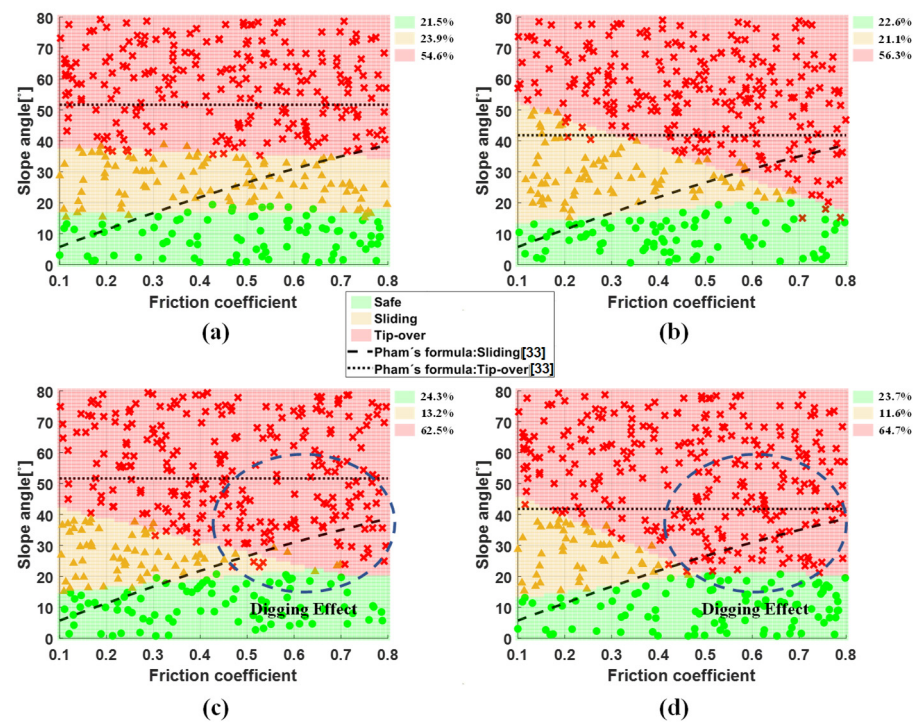 80
70
60
50
40
30
20
10
0
Slope angle[°]
0.1 0.2 0.3 0.4 0.5 0.6 0.7 0.8
Friction coefficient
21.5%
23.9%
54.6%
(a)
80
70
60
50
40
30
20
10
0
Slope angle[°]
0.1 0.2 0.3 0.4 0.5 0.6 0.7 0.8
Friction coefficient
22.6%
21.1%
56.3%
(b)
Safe
Sliding
Tip-over
Pham´s formula:Sliding[33]
Pham´s formula:Tip-over[33]
80
70
60
50
40
30
20
10
0
Slope angle[°]
Digging Effect
0.1 0.2 0.3 0.4 0.5 0.6 0.7 0.8
Friction coefficient
24.3%
13.2%
62.5%
(c)
80
70
60
50
40
30
20
10
0
Slope angle[°]
Digging Effect
0.1 0.2 0.3 0.4 0.5 0.6 0.7 0.8
Friction coefficient
23.7%
11.6%
64.7%
(d)